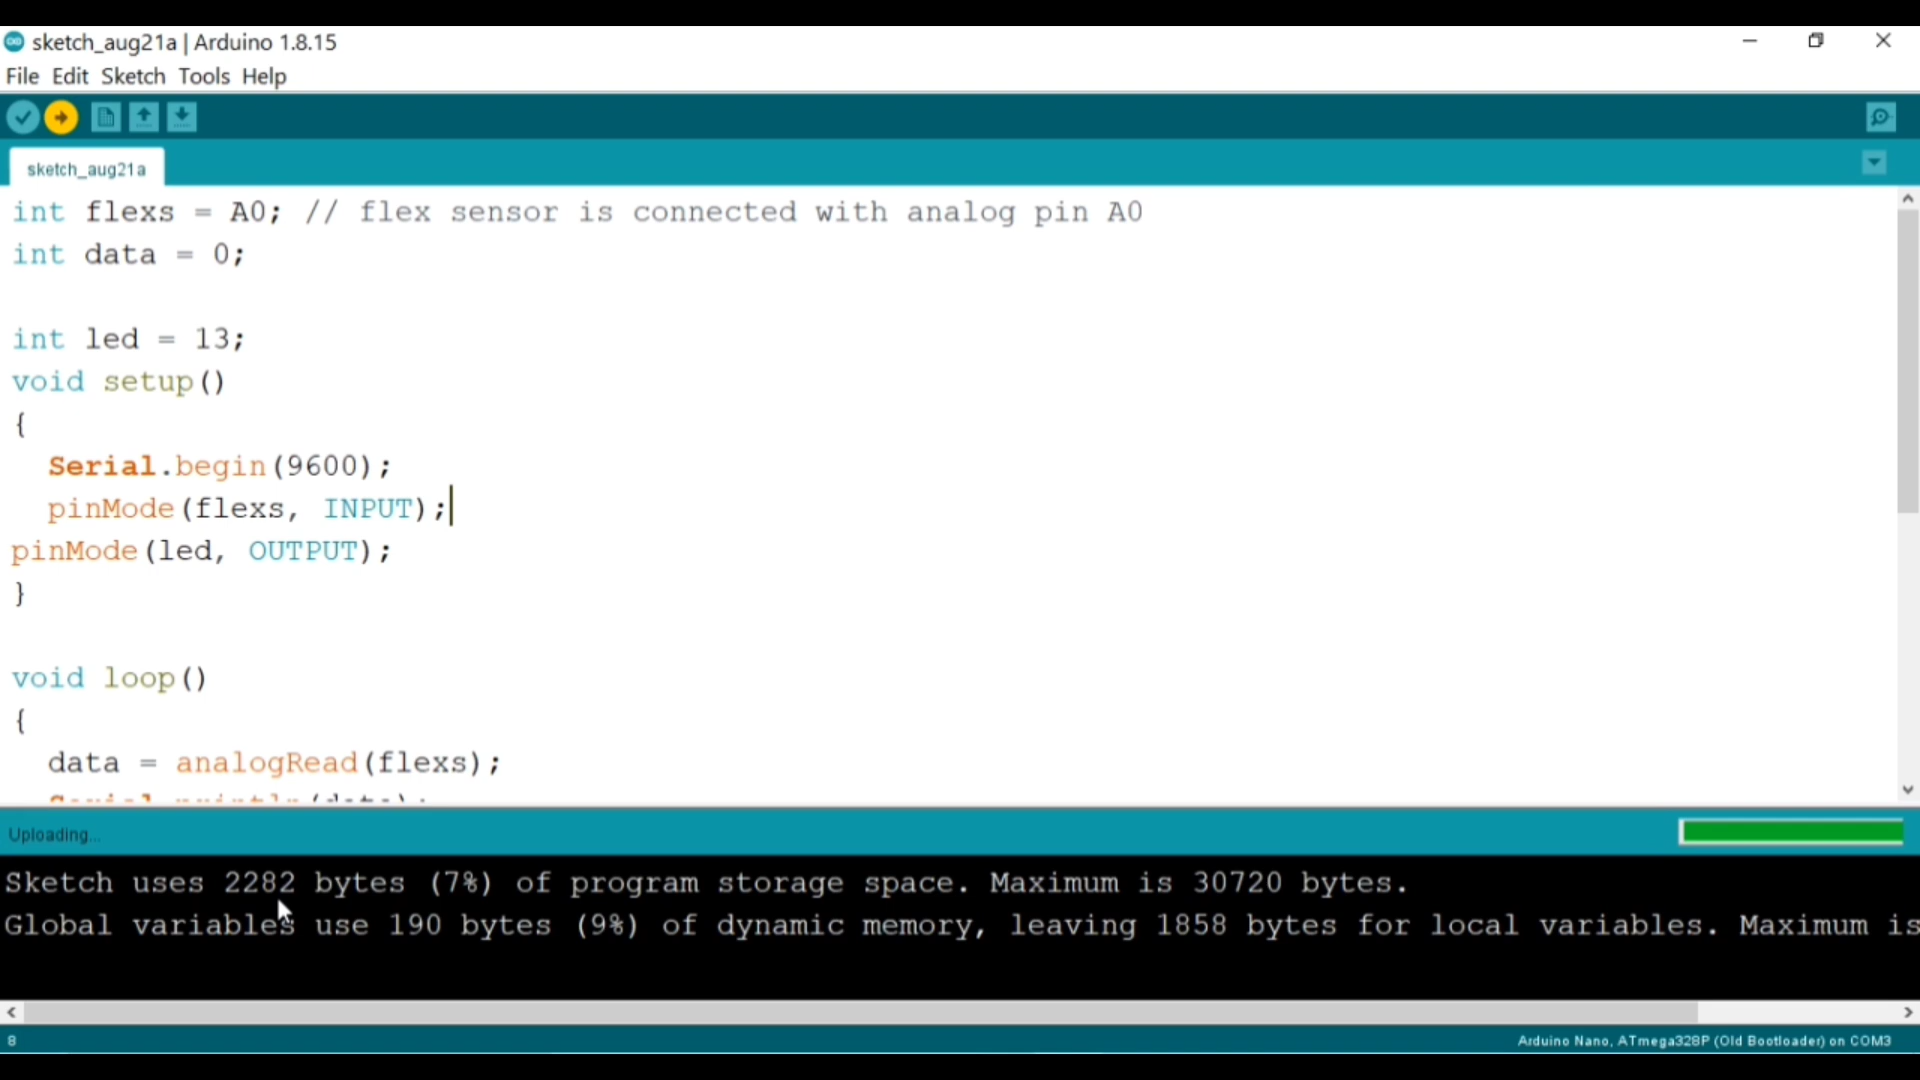 sketch_aug21a | Arduino 1.8.15
File Edit Sketch Tools Help
sketch_aug21a
int flexs = A0; // flex sensor is connected with analog pin A0
int data = 0;
int led = 13;
void setup()
{
Serial.begin(9600);
pinMode(flexs, INPUT);
pinMode(led, OUTPUT);
}
void loop()
{
data = analogRead(flexs);
Uploading...
Sketch uses 2282 bytes (7%) of program storage space. Maximum is 30720 bytes.
Global variables use 190 bytes (9%) of dynamic memory, leaving 1858 bytes for local variables. Maximum is
8
Arduino Nano, ATmega328P (Old Bootloader) on COM3